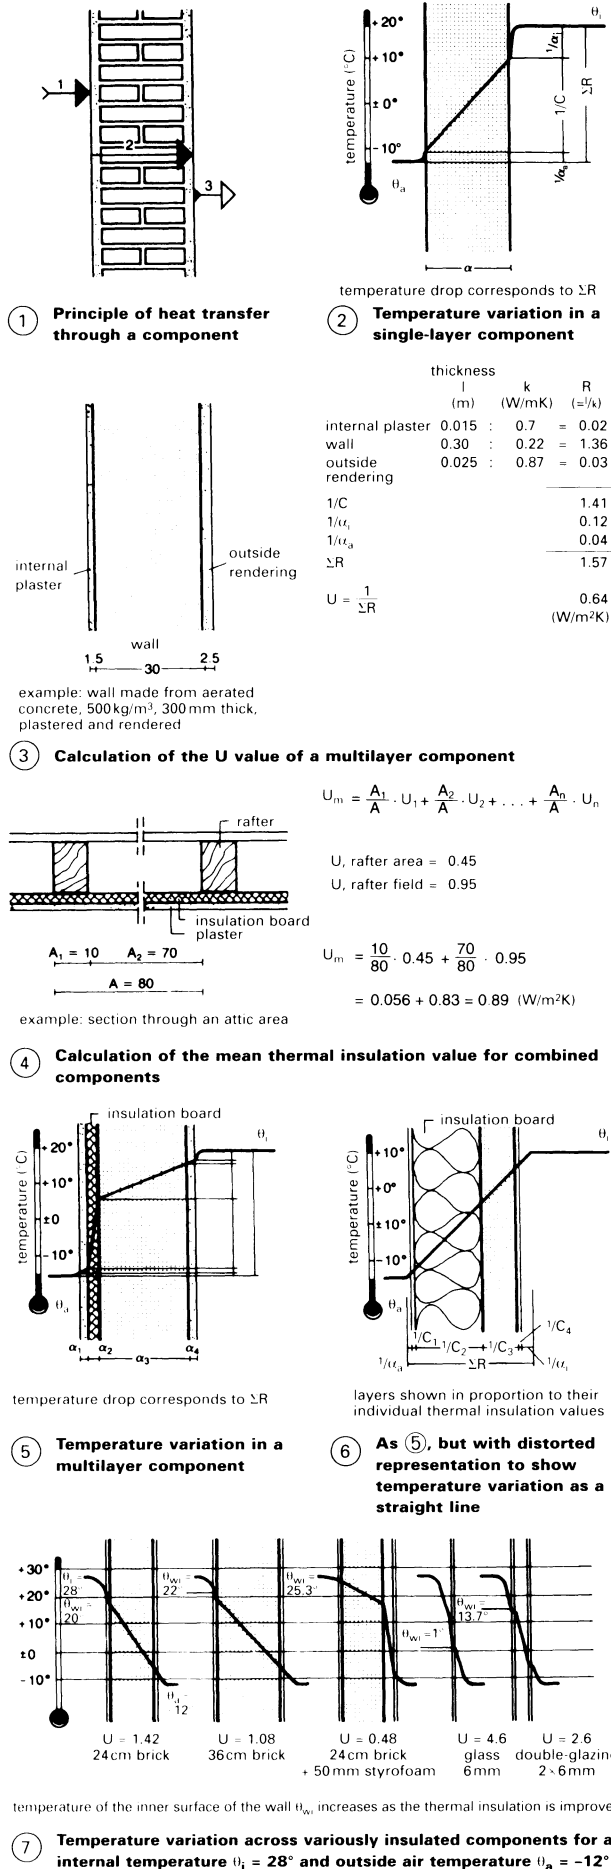 1
2
3
① Principle of heat transfer
through a component
temperature (°C)
+ 20°
+ 10°
± 0°
− 10°
θa
θi
1/αi
1/C
ΣR
1/αa
α
temperature drop corresponds to ΣR
② Temperature variation in a
single-layer component
internal
plaster
outside
rendering
wall
1.5
30
2.5
example: wall made from aerated
concrete, 500 kg/m³, 300 mm thick,
plastered and rendered
thickness
l k R
(m) (W/mK) (=l/k)
internal plaster 0.015 : 0.7 = 0.02
wall 0.30 : 0.22 = 1.36
outside 0.025 : 0.87 = 0.03
rendering
1/C 1.41
1/αi 0.12
1/αa 0.04
ΣR 1.57
U = 1/ΣR 0.64
(W/m²K)
③ Calculation of the U value of a multilayer component
rafter
insulation board
plaster
A₁ = 10 A₂ = 70
A = 80
example: section through an attic area
Um = A₁/A · U₁ + A₂/A · U₂ + . . . + An/A · Un
U, rafter area = 0.45
U, rafter field = 0.95
Um = 10/80 · 0.45 + 70/80 · 0.95
= 0.056 + 0.83 = 0.89 (W/m²K)
④ Calculation of the mean thermal insulation value for combined
components
insulation board
temperature (°C)
+ 20°
+ 10°
± 0
− 10°
θa
θi
α₁ α₂ α₃ α₄
temperature drop corresponds to ΣR
⑤ Temperature variation in a
multilayer component
insulation board
temperature (°C)
+ 10°
+ 0°
± 10°
10°
θa
θi
1/C₁ 1/C₂ 1/C₃ 1/C₄
1/αa ΣR 1/αi
layers shown in proportion to their
individual thermal insulation values
⑥ As ⑤, but with distorted
representation to show
temperature variation as a
straight line
+ 30°
+ 20°
+ 10°
± 0
− 10°
θi =
28°
θwi
20°
θa =
12
θwi
22°
θwi =
25.3°
θwi = 1°
θwi =
13.7°
U = 1.42
24 cm brick
U = 1.08
36 cm brick
U = 0.48
24 cm brick
+ 50 mm styrofoam
U = 4.6
glass
6 mm
U = 2.6
double-glazin
2 × 6 mm
temperature of the inner surface of the wall θwi increases as the thermal insulation is improve
⑦ Temperature variation across variously insulated components for a
internal temperature θi = 28° and outside air temperature θa = −12°